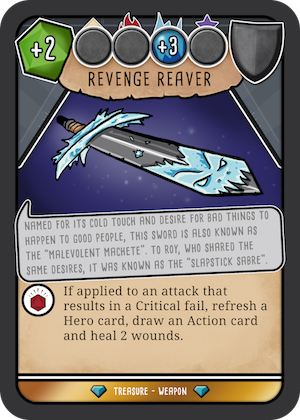 +2
+3
REVENGE REAVER
NAMED FOR ITS COLD TOUCH AND DESIRE FOR BAD THINGS TO
HAPPEN TO GOOD PEOPLE, THIS SWORD IS ALSO KNOWN AS
THE "MALEVOLENT MACHETE". TO ROY, WHO SHARED THE
SAME DESIRES, IT WAS KNOWN AS THE "SLAPSTICK SABRE".
If applied to an attack that
results in a Critical fail, refresh a
Hero card, draw an Action card
and heal 2 wounds.
TREASURE - WEAPON